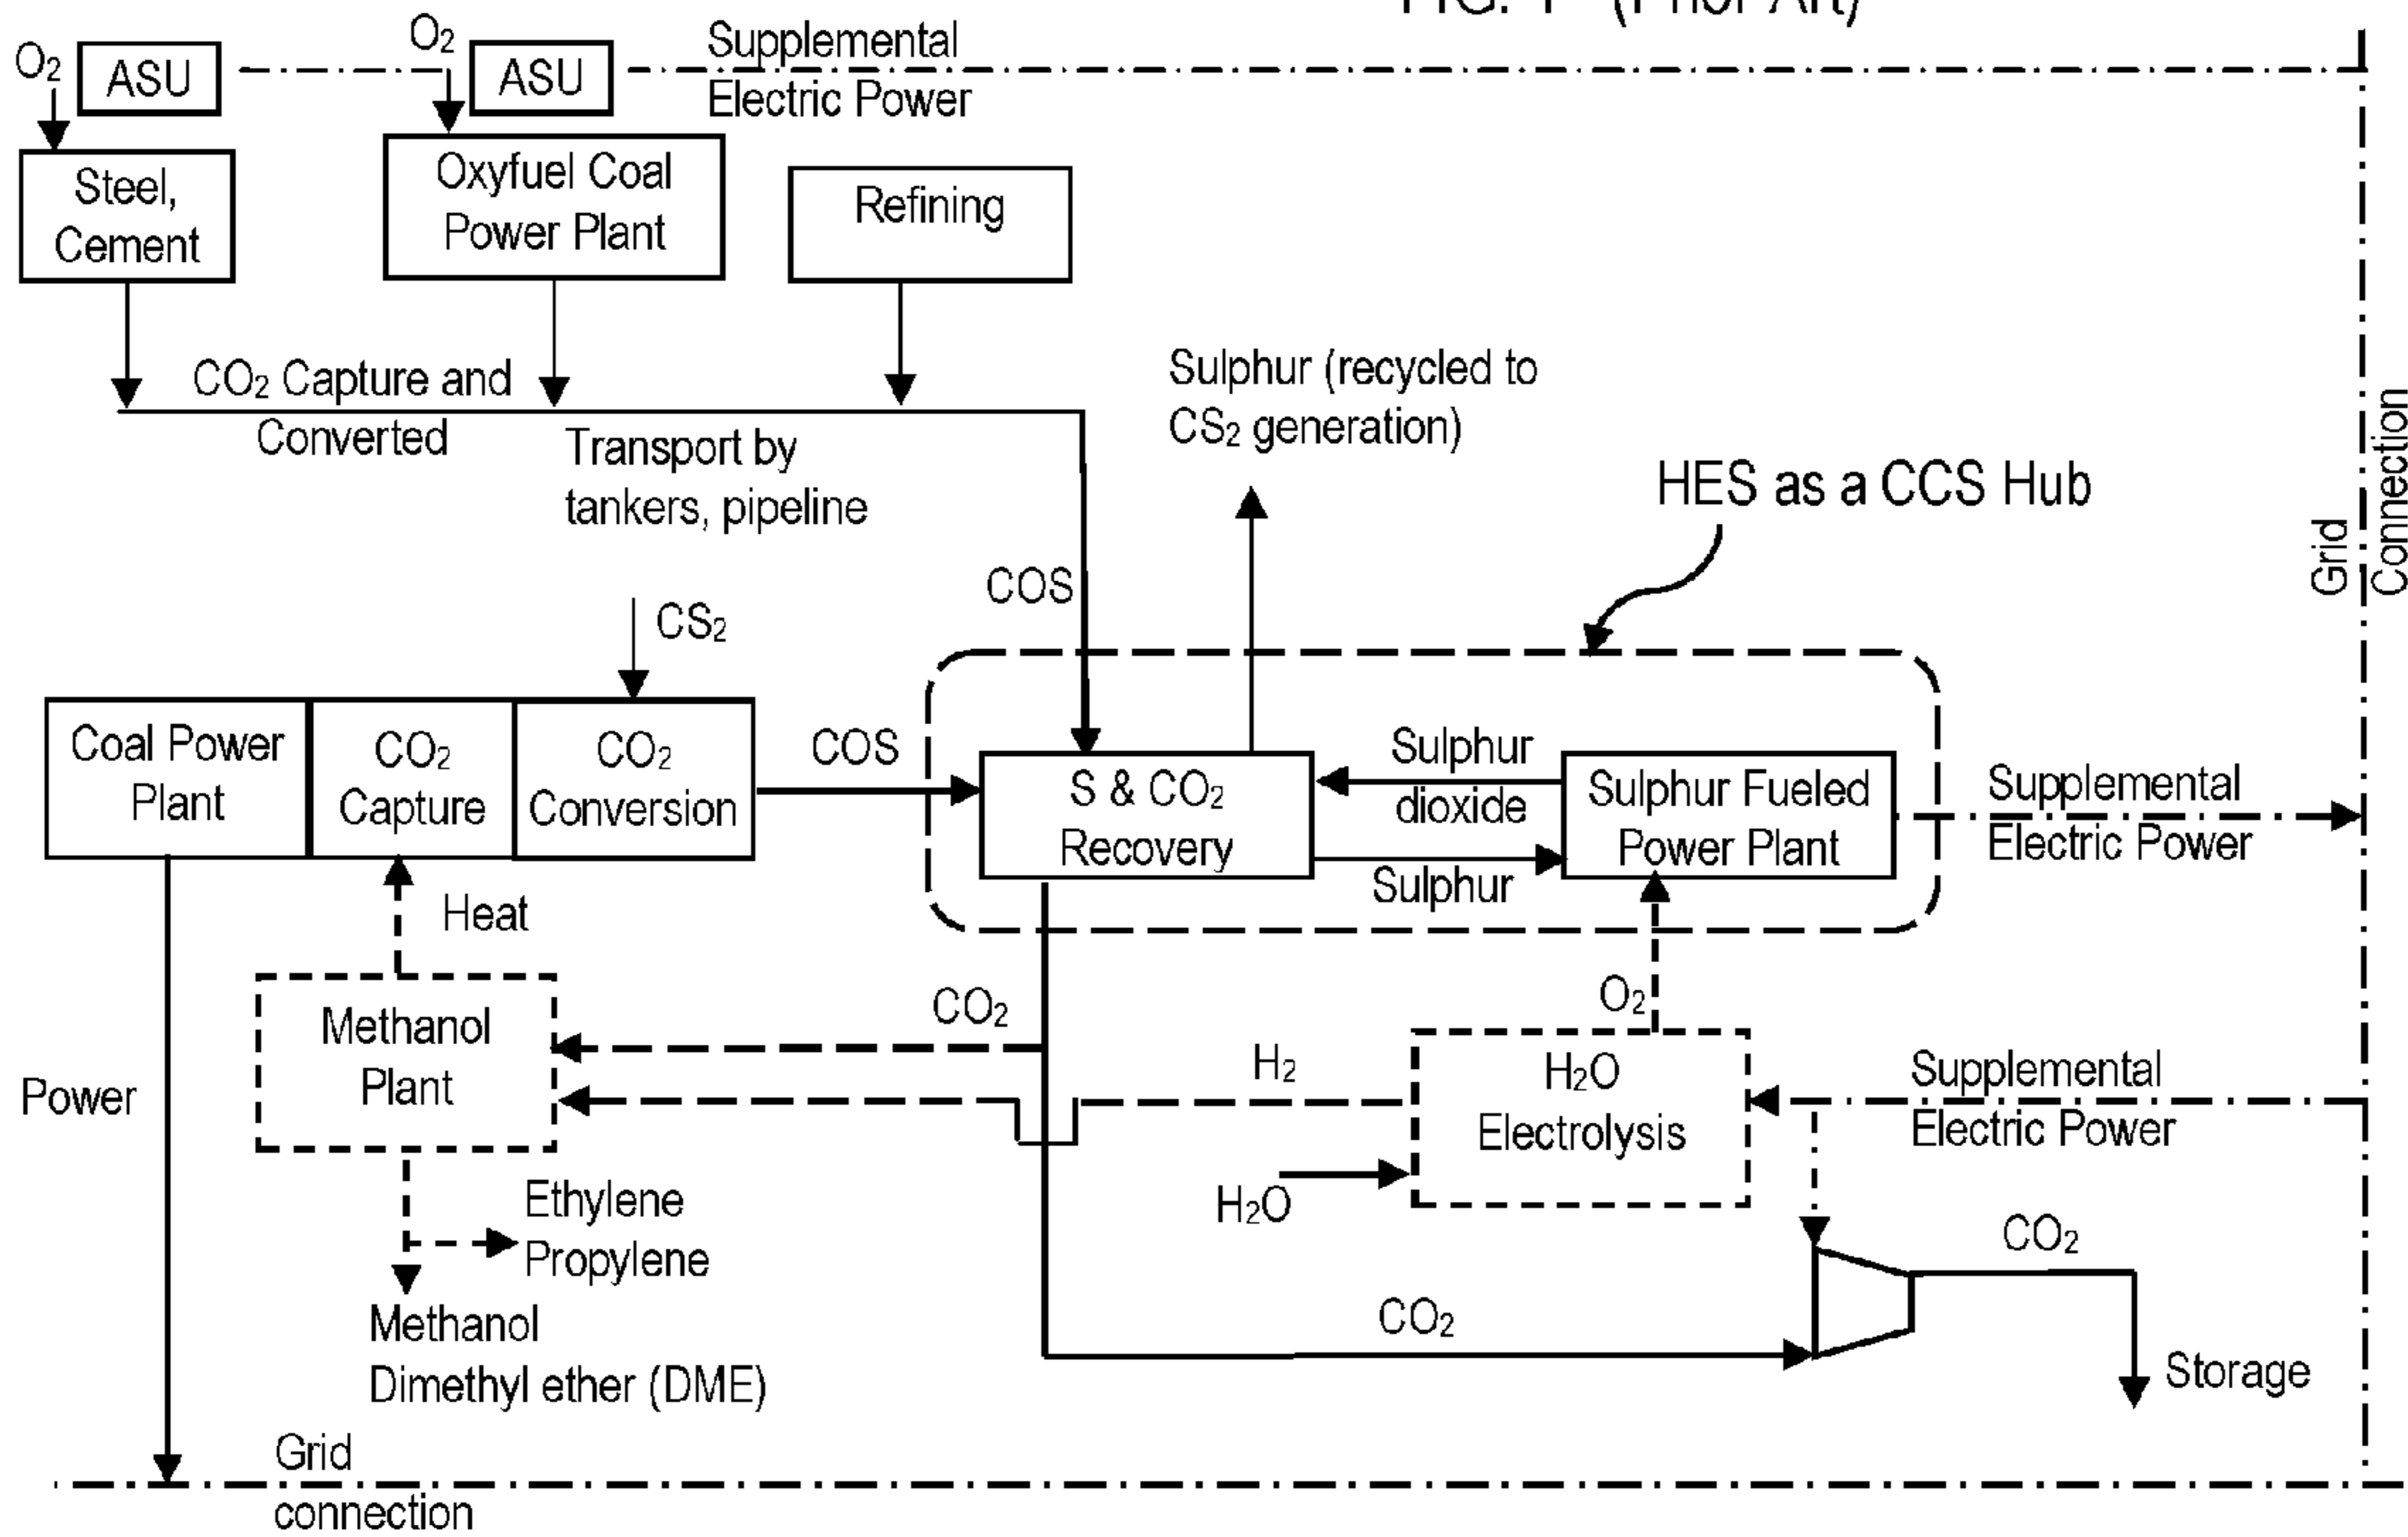 FIG. 1 (Prior Art)
O₂
ASU
O₂
ASU
Supplemental
Electric Power
Steel,
Cement
Oxyfuel Coal
Power Plant
Refining
CO₂ Capture and
Converted
Transport by
tankers, pipeline
Sulphur (recycled to
CS₂ generation)
HES as a CCS Hub
Grid
Connection
COS
CS₂
Coal Power
Plant
CO₂
Capture
CO₂
Conversion
COS
S & CO₂
Recovery
Sulphur
dioxide
Sulphur
Sulphur Fueled
Power Plant
Supplemental
Electric Power
Heat
Methanol
Plant
CO₂
O₂
H₂
H₂O
Electrolysis
Supplemental
Electric Power
Power
H₂O
Ethylene
Propylene
Methanol
Dimethyl ether (DME)
CO₂
CO₂
Storage
Grid
connection